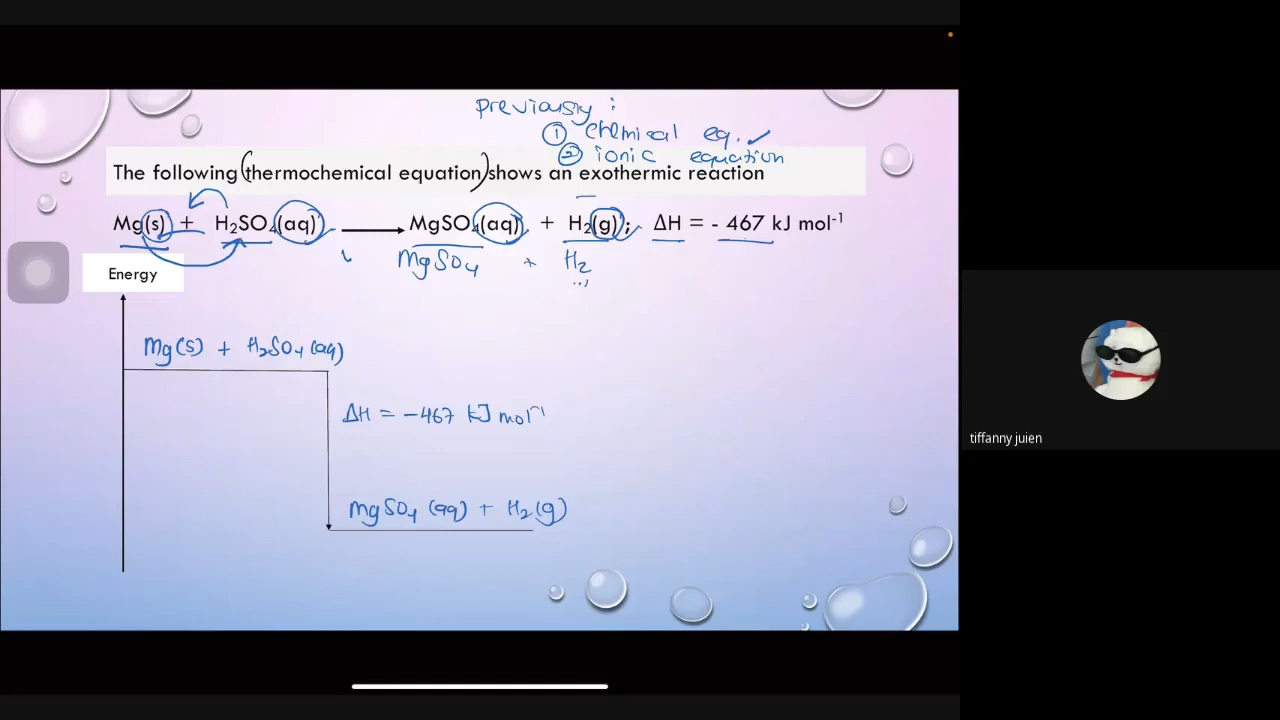 Previously :
① chemical eq. ✓
② ionic equation
The following (thermochemical equation) shows an exothermic reaction
Mg(s) + H₂SO₄(aq) ⟶ MgSO₄(aq) + H₂(g) ; ΔH = - 467 kJ mol⁻¹
MgSO₄ + H₂
Energy
Mg(s) + H₂SO₄(aq)
ΔH = -467 kJ mol⁻¹
MgSO₄ (aq) + H₂(g)
tiffanny juien